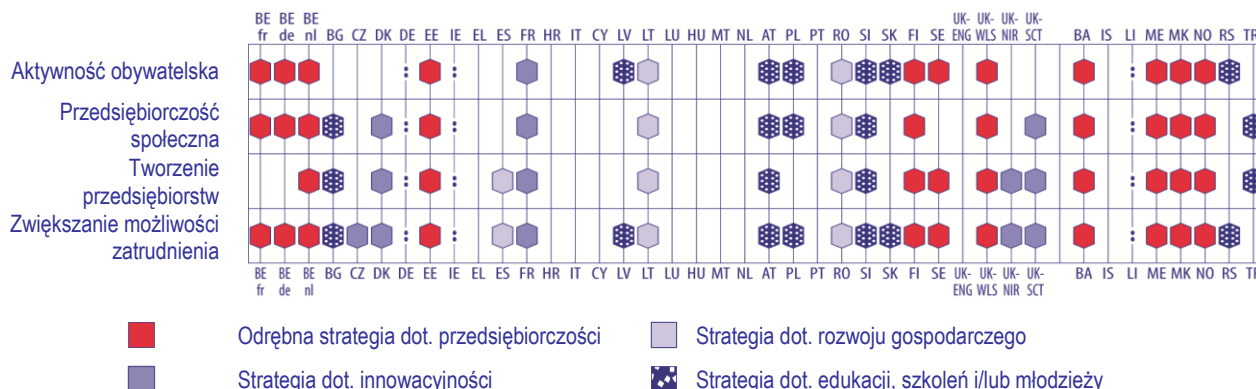 BE BE BE UK- UK- UK- UK-
fr de nl BG CZ DK DE EE IE EL ES FR HR IT CY LV LT LU HU MT NL AT PL PT RO SI SK FI SE ENG WLS NIR SCT BA IS LI ME MK NO RS TR
Aktywność obywatelska
Przedsiębiorczość
społeczna
Tworzenie
przedsiębiorstw
Zwiększanie możliwości
zatrudnienia
BE BE BE BG CZ DK DE EE IE EL ES FR HR IT CY LV LT LU HU MT NL AT PL PT RO SI SK FI SE UK- UK- UK- UK- BA IS LI ME MK NO RS TR
fr de nl ENG WLS NIR SCT
Odrębna strategia dot. przedsiębiorczości Strategia dot. rozwoju gospodarczego
Strategia dot. innowacyjności Strategia dot. edukacji, szkoleń i/lub młodzieży